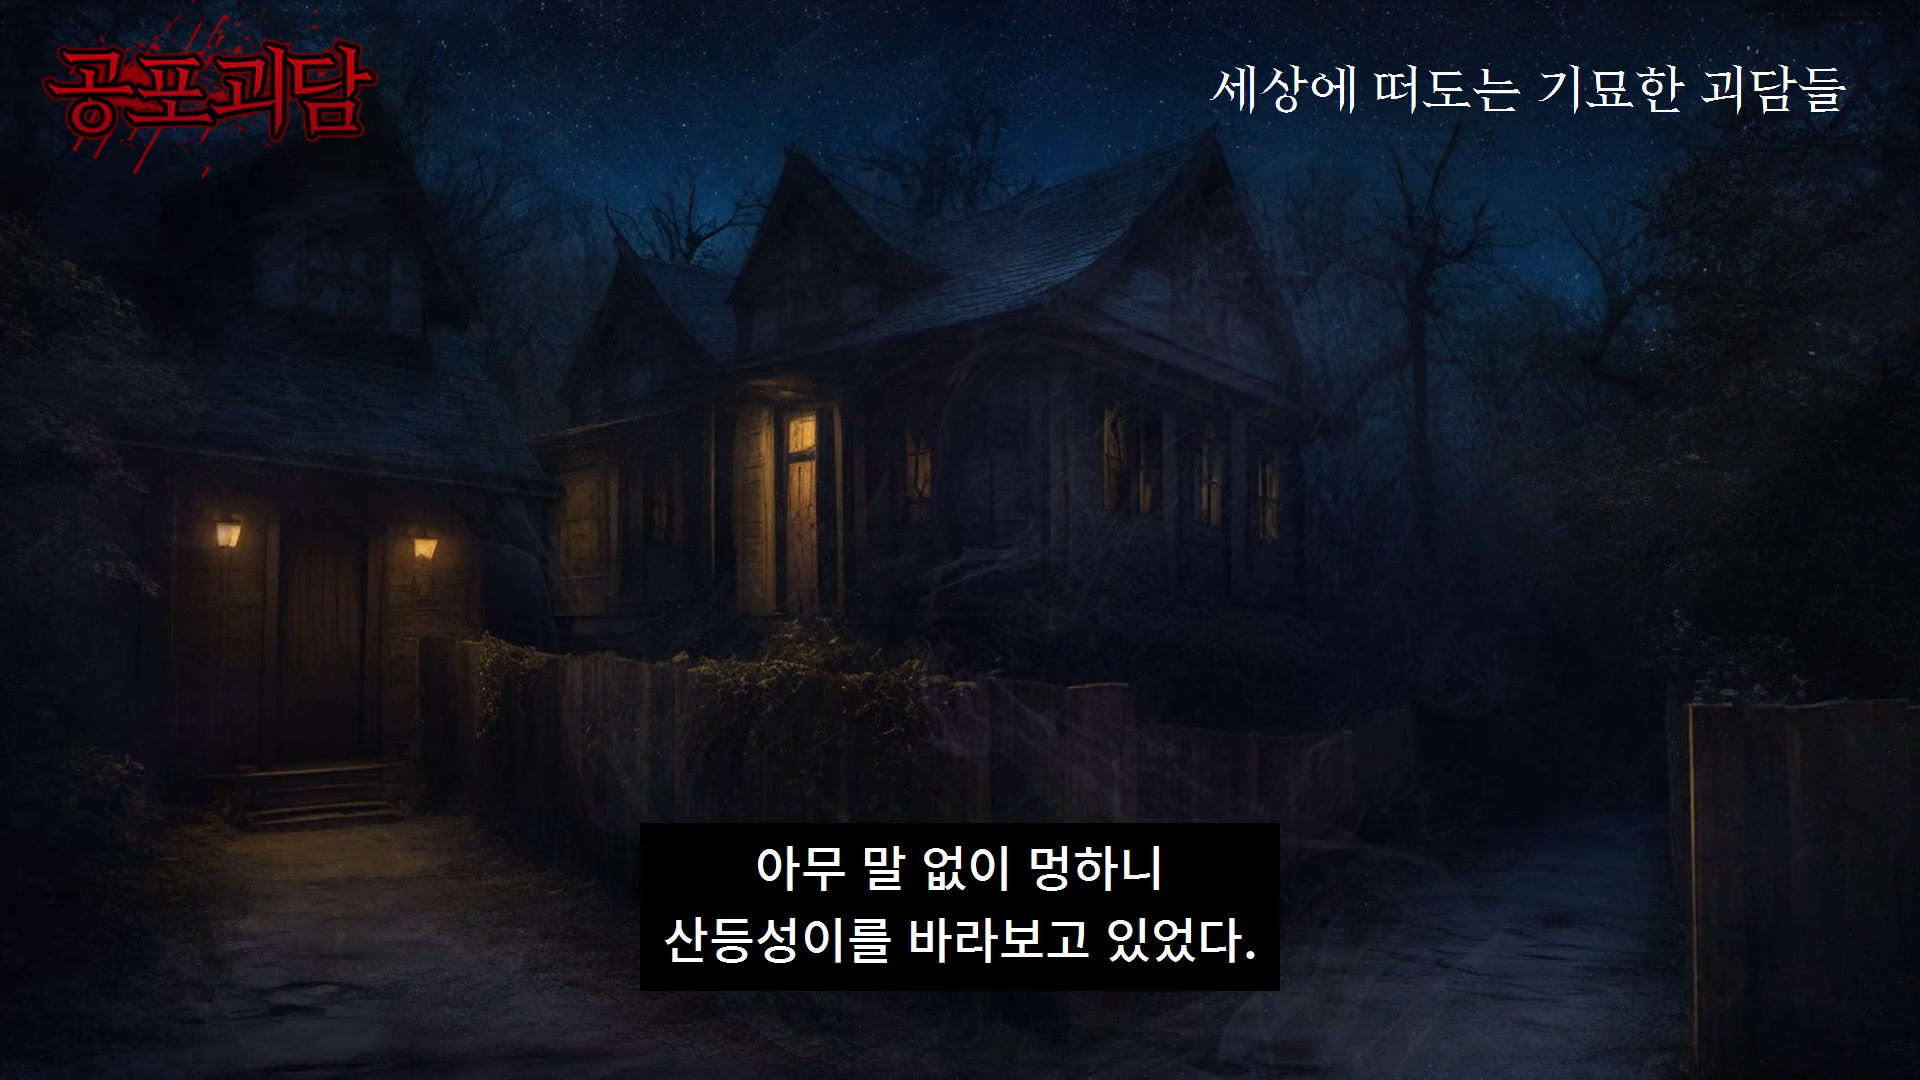 공포괴담
세상에 떠도는 기묘한 괴담들
아무 말 없이 멍하니
산등성이를 바라보고 있었다.